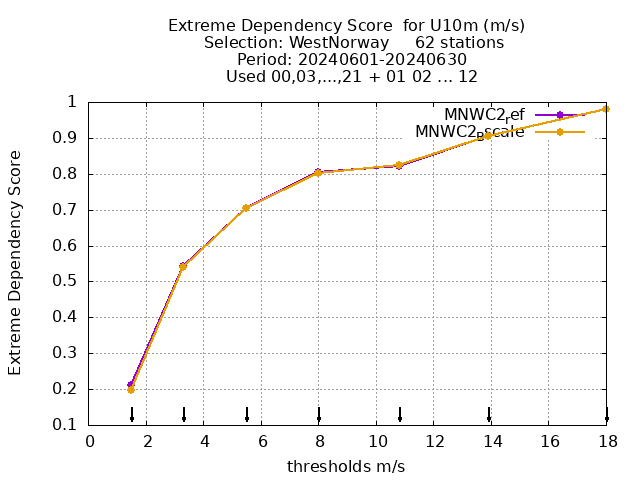 Extreme Dependency Score for U10m (m/s)
Selection: WestNorway 62 stations
Period: 20240601-20240630
Used 00,03,...,21 + 01 02 ... 12
MNWC2_ref
MNWC2_Bscale
Extreme Dependency Score
1
0.9
0.8
0.7
0.6
0.5
0.4
0.3
0.2
0.1
0 2 4 6 8 10 12 14 16 18
thresholds m/s